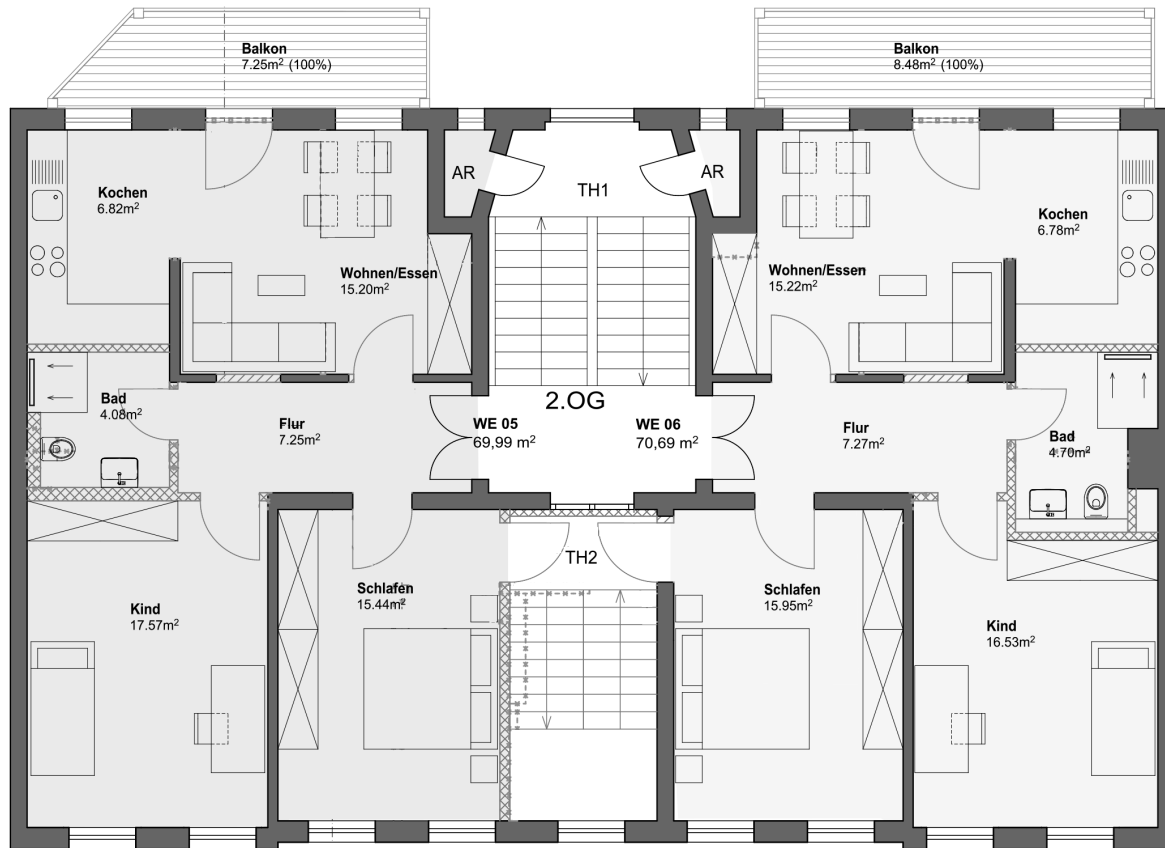 Balkon
7.25m² (100%)
Balkon
8.48m² (100%)
AR
AR
TH1
Kochen
6.82m²
Kochen
6.78m²
Wohnen/Essen
15.20m²
Wohnen/Essen
15.22m²
2.OG
Bad
4.08m²
Flur
7.25m²
WE 05
69,99 m²
WE 06
70,69 m²
Flur
7.27m²
Bad
4.70m²
TH2
Schlafen
15.44m²
Schlafen
15.95m²
Kind
17.57m²
Kind
16.53m²